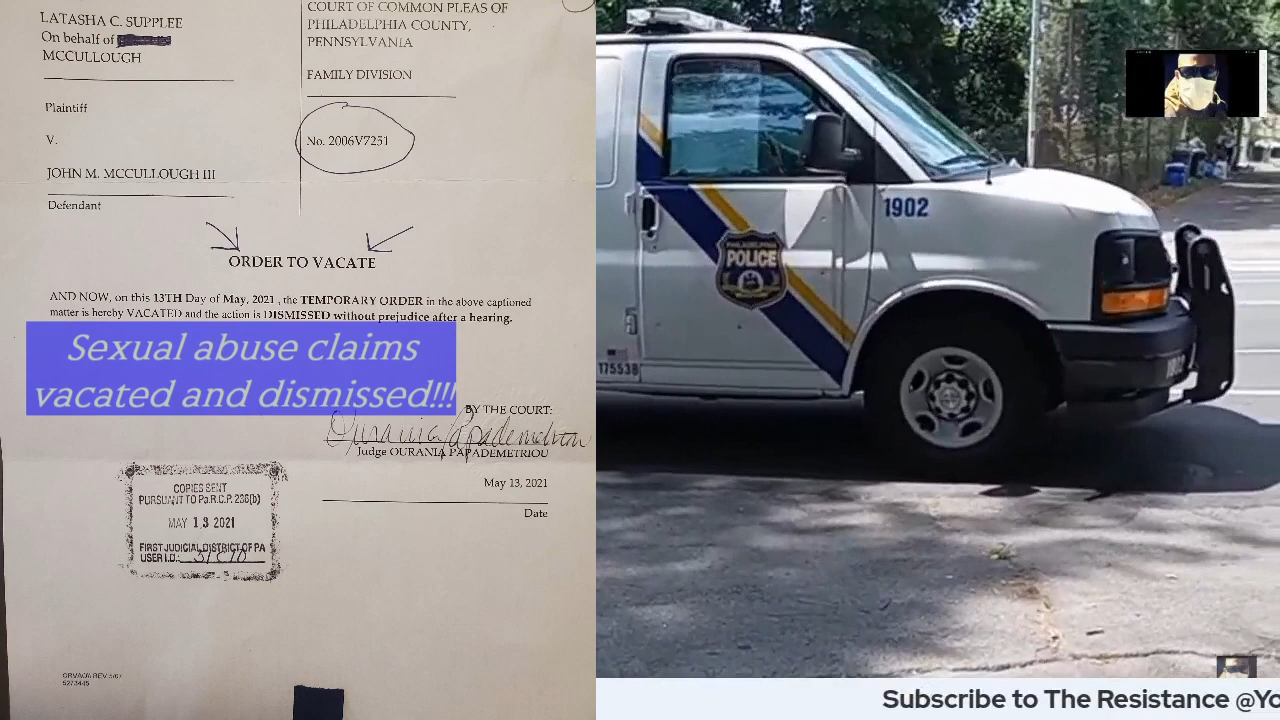 LATASHA C. SUPPLEE
On behalf of
MCCULLOUGH
Plaintiff
V.
JOHN M. MCCULLOUGH III
Defendant
COURT OF COMMON PLEAS OF
PHILADELPHIA COUNTY,
PENNSYLVANIA
FAMILY DIVISION
No. 2006V7251
ORDER TO VACATE
AND NOW, on this 13TH Day of May, 2021 , the TEMPORARY ORDER in the above captioned
is hereby VACATED and the action is DISMISSED without prejudice after a hearing.
Sexual abuse claims
vacated and dismissed!!!
BY THE COURT:
Ourania Papademetriou
Judge OURANIA PAPADEMETRIOU
May 13, 2021
Date
COPIES SENT
PURSUANT TO Pa.R.C.P. 236(b)
MAY 13 2021
FIRST JUDICIAL DISTRICT OF PA
USER I.D.:
1902
PHILADELPHIA
POLICE
175538
1902
Subscribe to The Resistance @Yo